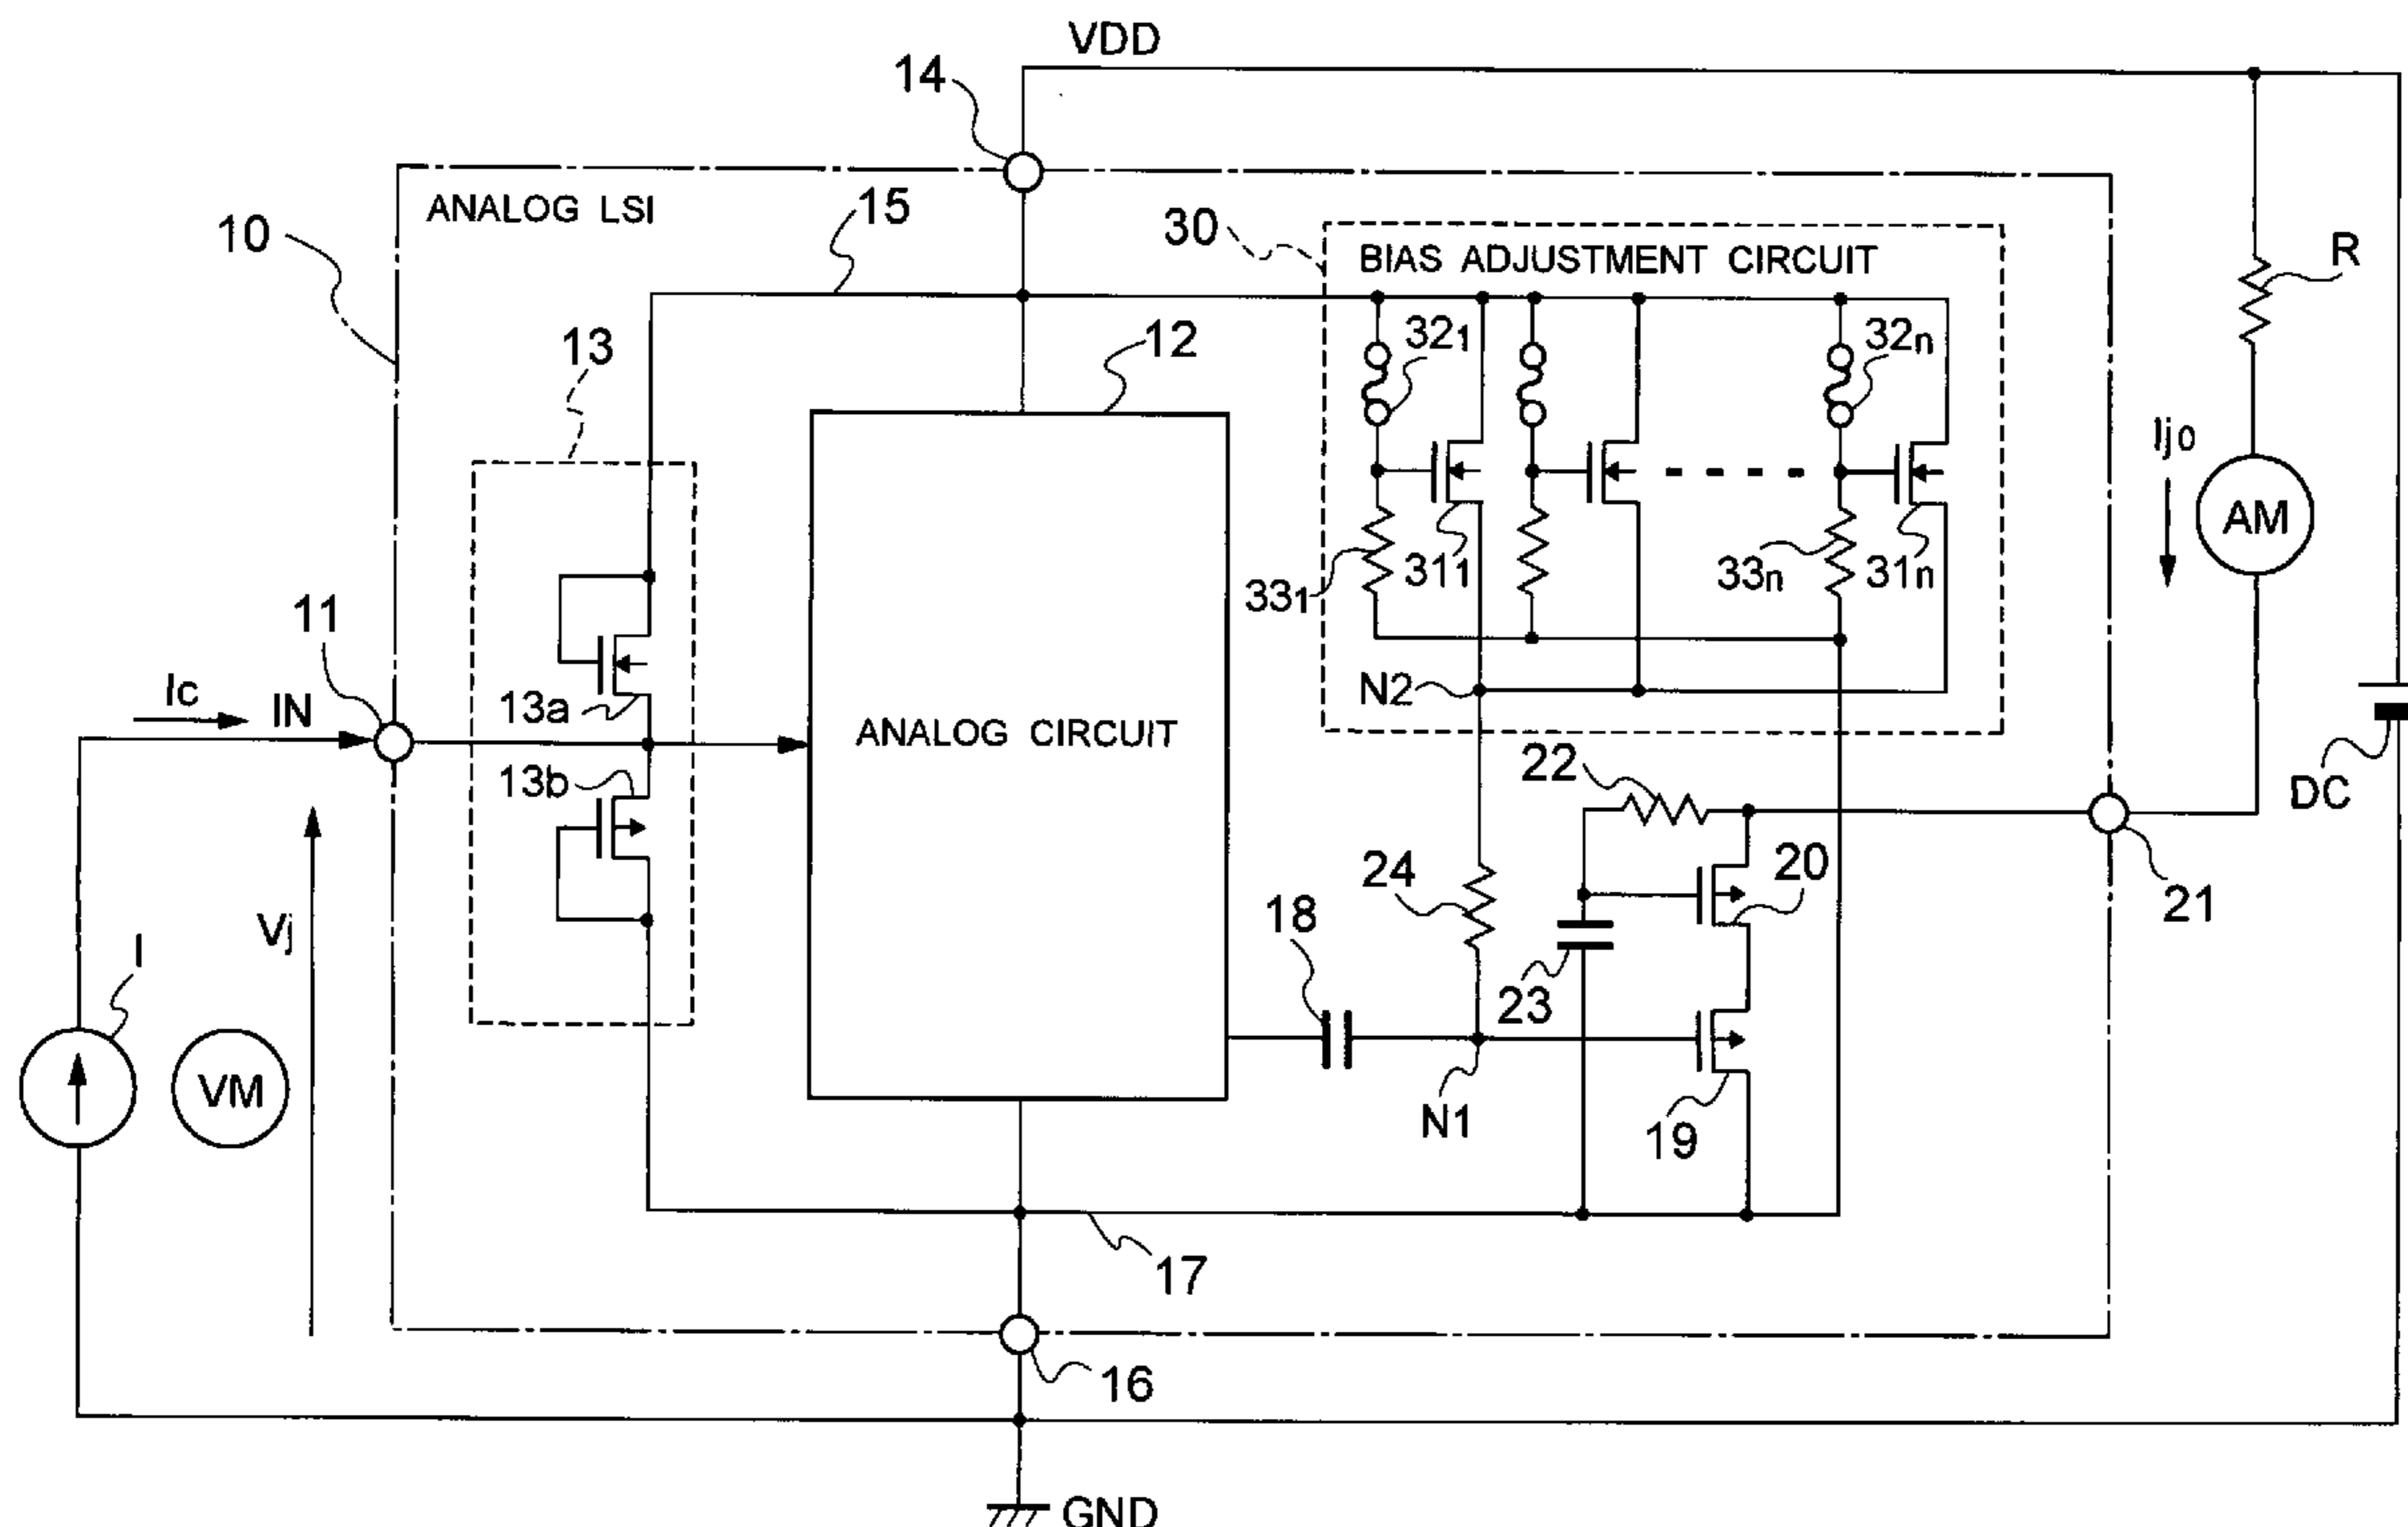 VDD
14
ANALOG LSI
10
15
30
BIAS ADJUSTMENT CIRCUIT
R
13
12
32₁
32ₙ
Ij₀
AM
33₁
31₁
33ₙ
31ₙ
11
Ic
IN
13a
N2
ANALOG CIRCUIT
13b
22
DC
24
20
21
Vj
18
I
23
VM
N1
19
17
16
GND